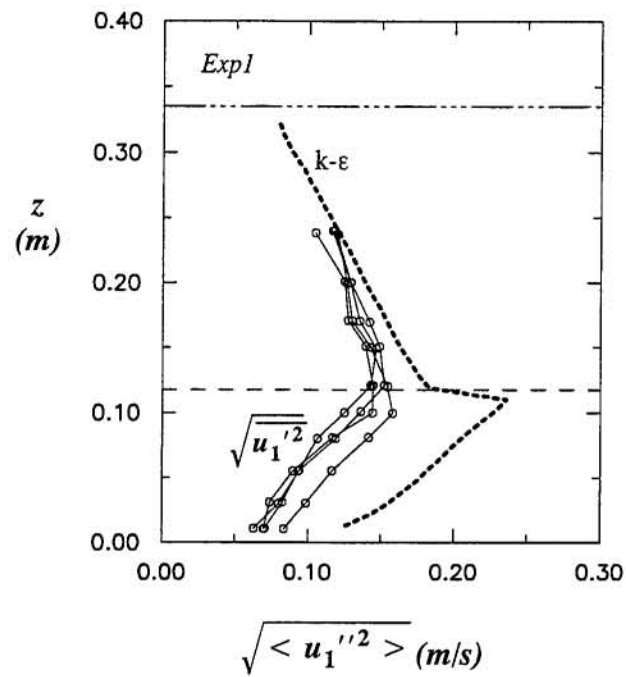 0.40
Exp1
0.30
k-ε
z
(m)
0.20
0.10
√u₁′²
0.00
0.00 0.10 0.20 0.30
√< u₁″² > (m/s)